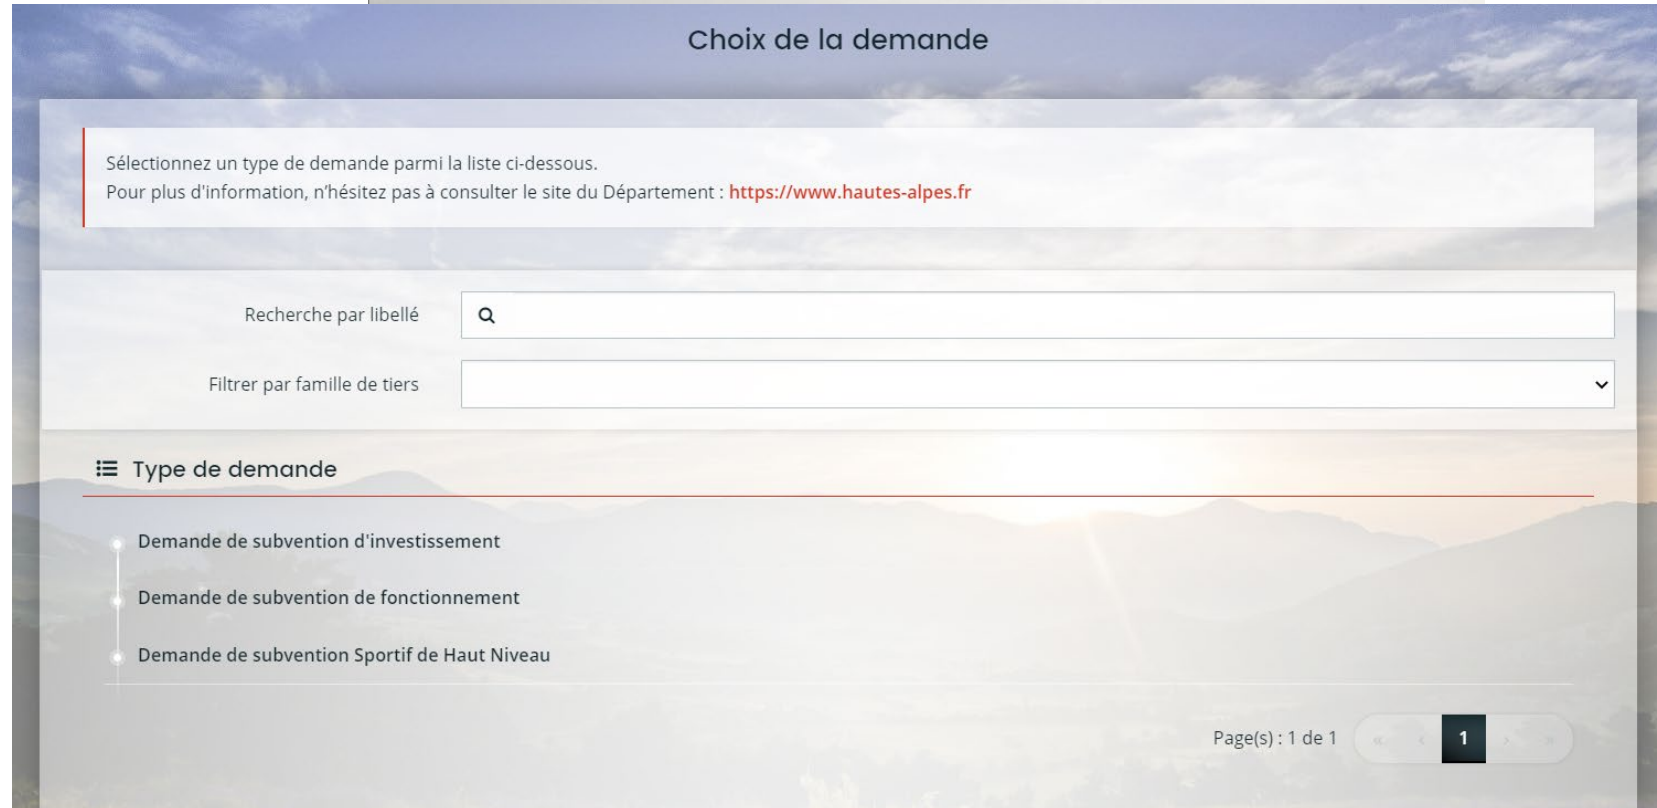 Choix de la demande
Sélectionnez un type de demande parmi la liste ci-dessous.
Pour plus d'information, n'hésitez pas à consulter le site du Département : https://www.hautes-alpes.fr
Recherche par libellé
Filtrer par famille de tiers
Type de demande
Demande de subvention d'investissement
Demande de subvention de fonctionnement
Demande de subvention Sportif de Haut Niveau
Page(s) : 1 de 1 « ‹ 1 › »